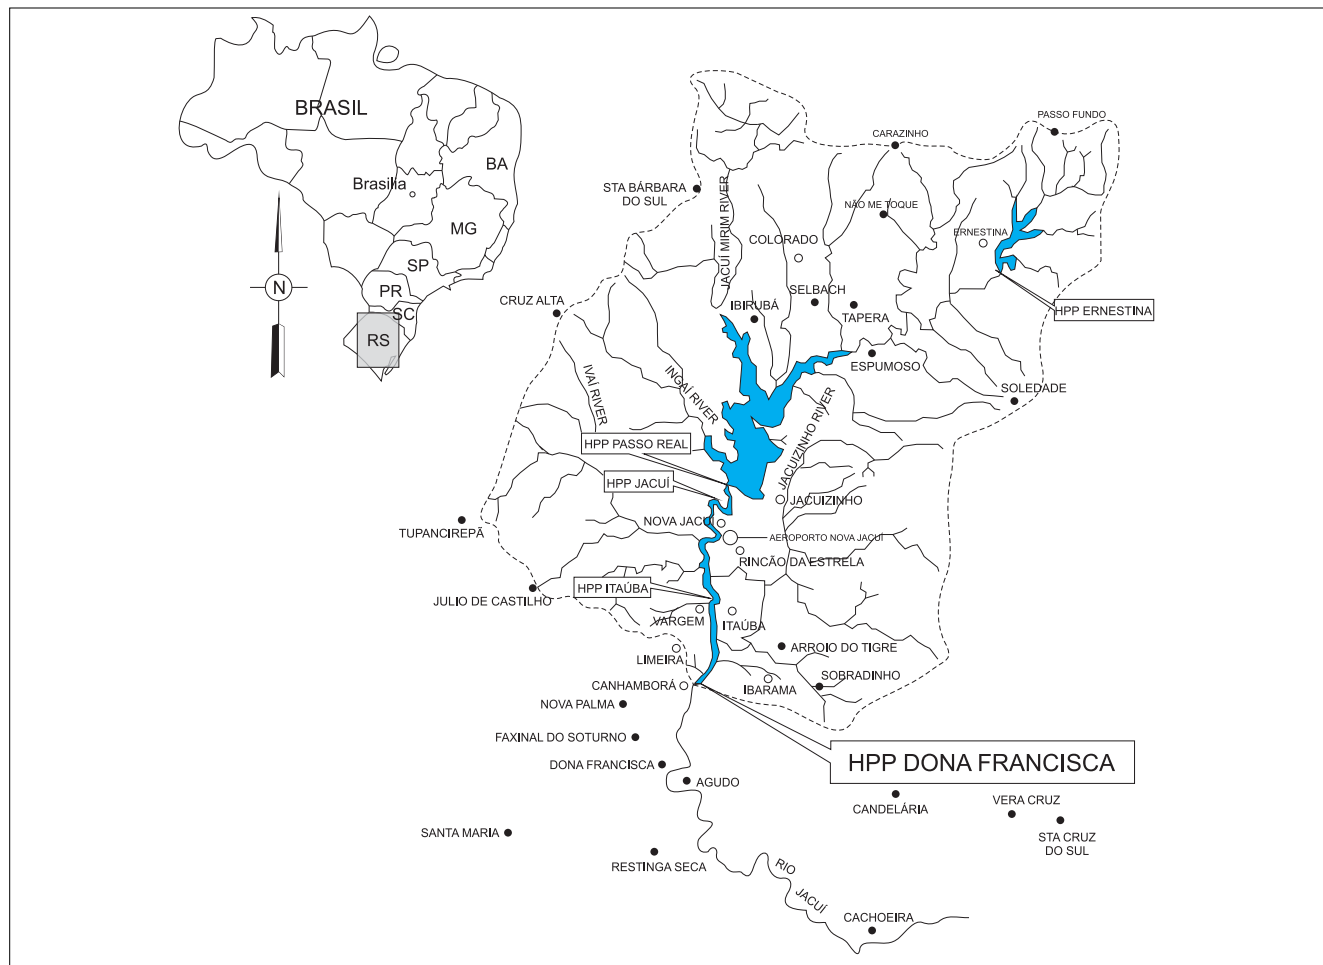 BRASIL
BA
Brasilia
MG
SP
PR
SC
RS
N
PASSO FUNDO
CARAZINHO
STA BÁRBARA
DO SUL
JACUÍ MIRIM RIVER
NÃO ME TOQUE
ERNESTINA
COLORADO
HPP ERNESTINA
CRUZ ALTA
IBIRUBÁ
SELBACH
TAPERA
ESPUMOSO
SOLEDADE
IVAÍ RIVER
INGAÍ RIVER
JACUIZINHO RIVER
HPP PASSO REAL
HPP JACUÍ
JACUIZINHO
NOVA JACUÍ
AEROPORTO NOVA JACUÍ
TUPANCIREPÃ
RINCÃO DA ESTRELA
HPP ITAÚBA
JULIO DE CASTILHO
VARGEM
ITAÚBA
LIMEIRA
ARROIO DO TIGRE
SOBRADINHO
CANHAMBORÁ
IBARAMA
NOVA PALMA
FAXINAL DO SOTURNO
DONA FRANCISCA
HPP DONA FRANCISCA
AGUDO
CANDELÁRIA
VERA CRUZ
STA CRUZ
DO SUL
SANTA MARIA
RESTINGA SECA
RIO
JACUÍ
CACHOEIRA